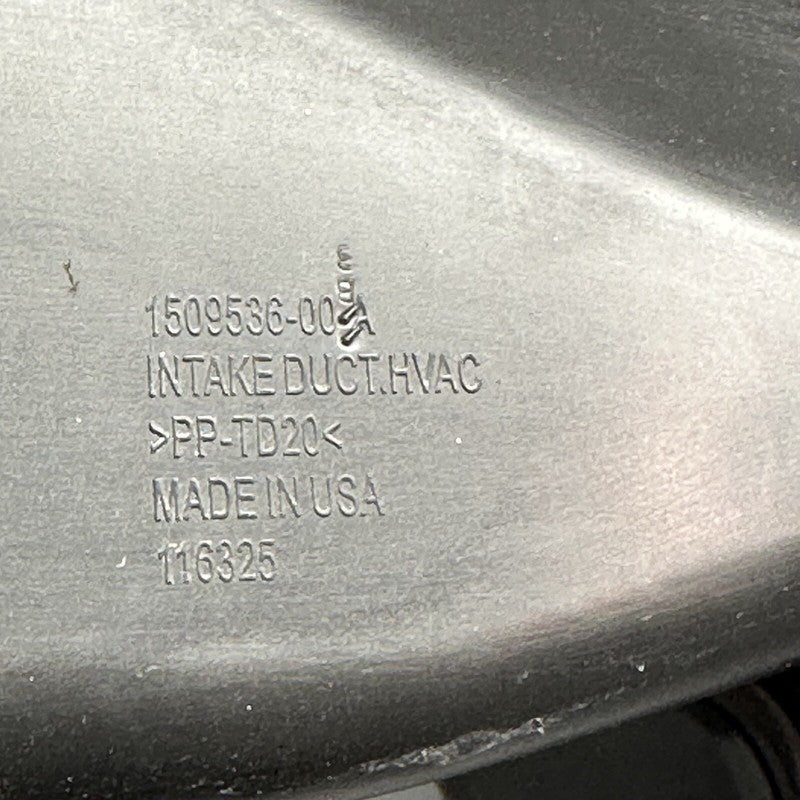 1509536-00-A
INTAKE DUCT.HVAC
>PP-TD20<
MADE IN USA
116325